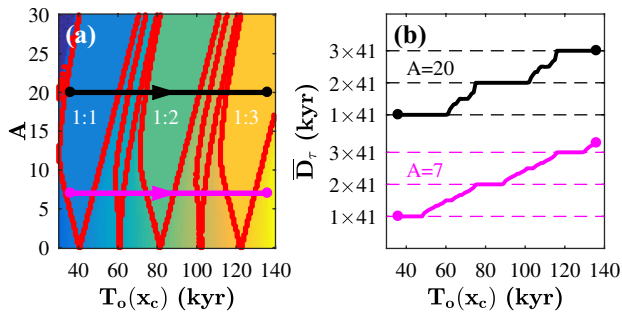 (a)
30
25
20
15
10
5
0
A
1:1 1:2 1:3
40 60 80 100 120 140
T_o(x_c) (kyr)
(b)
D̅_τ (kyr)
3×41
2×41
1×41
A=20
3×41
2×41
1×41
A=7
40 60 80 100 120 140
T_o(x_c) (kyr)